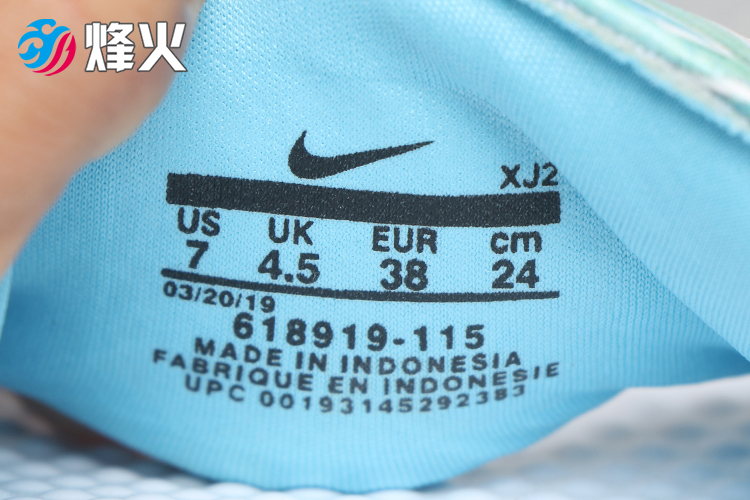 烽火
XJ2
US UK EUR cm
7 4.5 38 24
03/20/19
618919-115
MADE IN INDONESIA
FABRIQUE EN INDONESIE
UPC 00193145292383